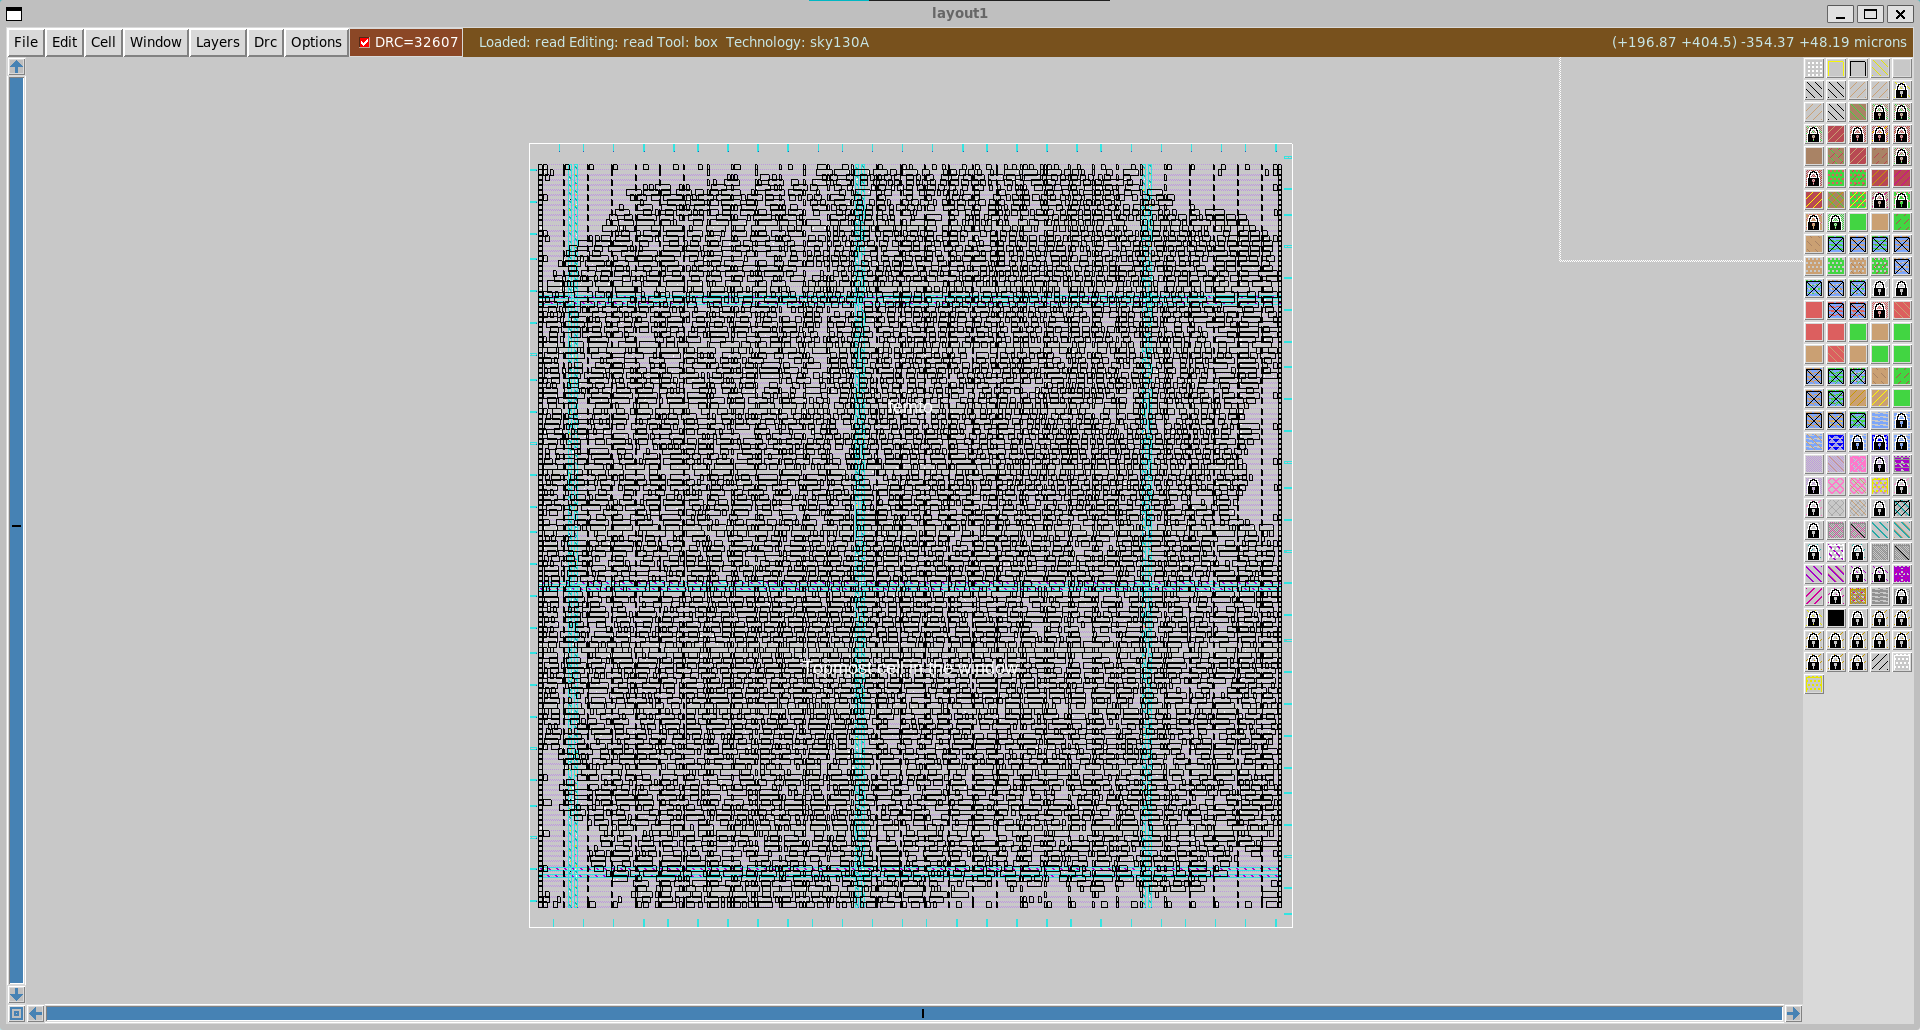 layout1
File Edit Cell Window Layers Drc Options DRC=32607 Loaded: read Editing: read Tool: box Technology: sky130A (+196.87 +404.5) -354.37 +48.19 microns
Topmost cell in the window